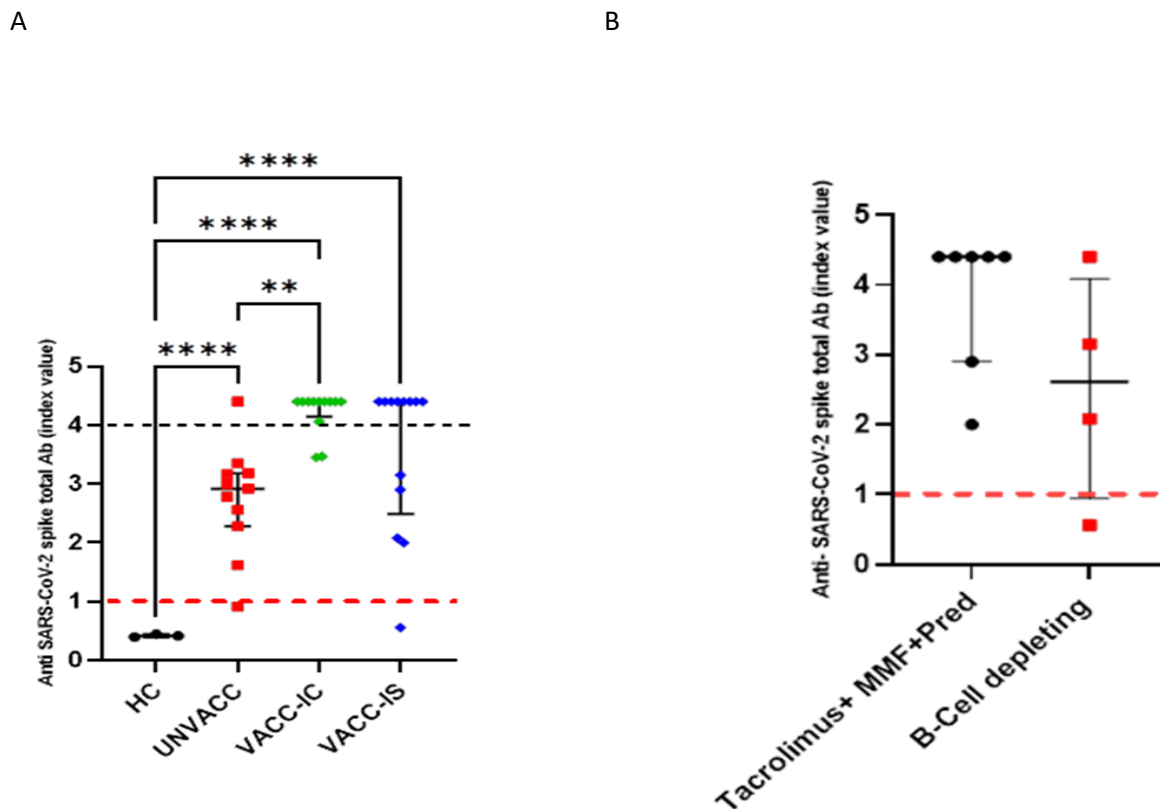 A
B
****
****
**
****
Anti SARS-CoV-2 spike total Ab (index value)
5
4
3
2
1
0
HC
UNVACC
VACC-IC
VACC-IS
Anti- SARS-CoV-2 spike total Ab (index value)
5
4
3
2
1
0
Tacrolimus+ MMF+Pred
B-Cell depleting